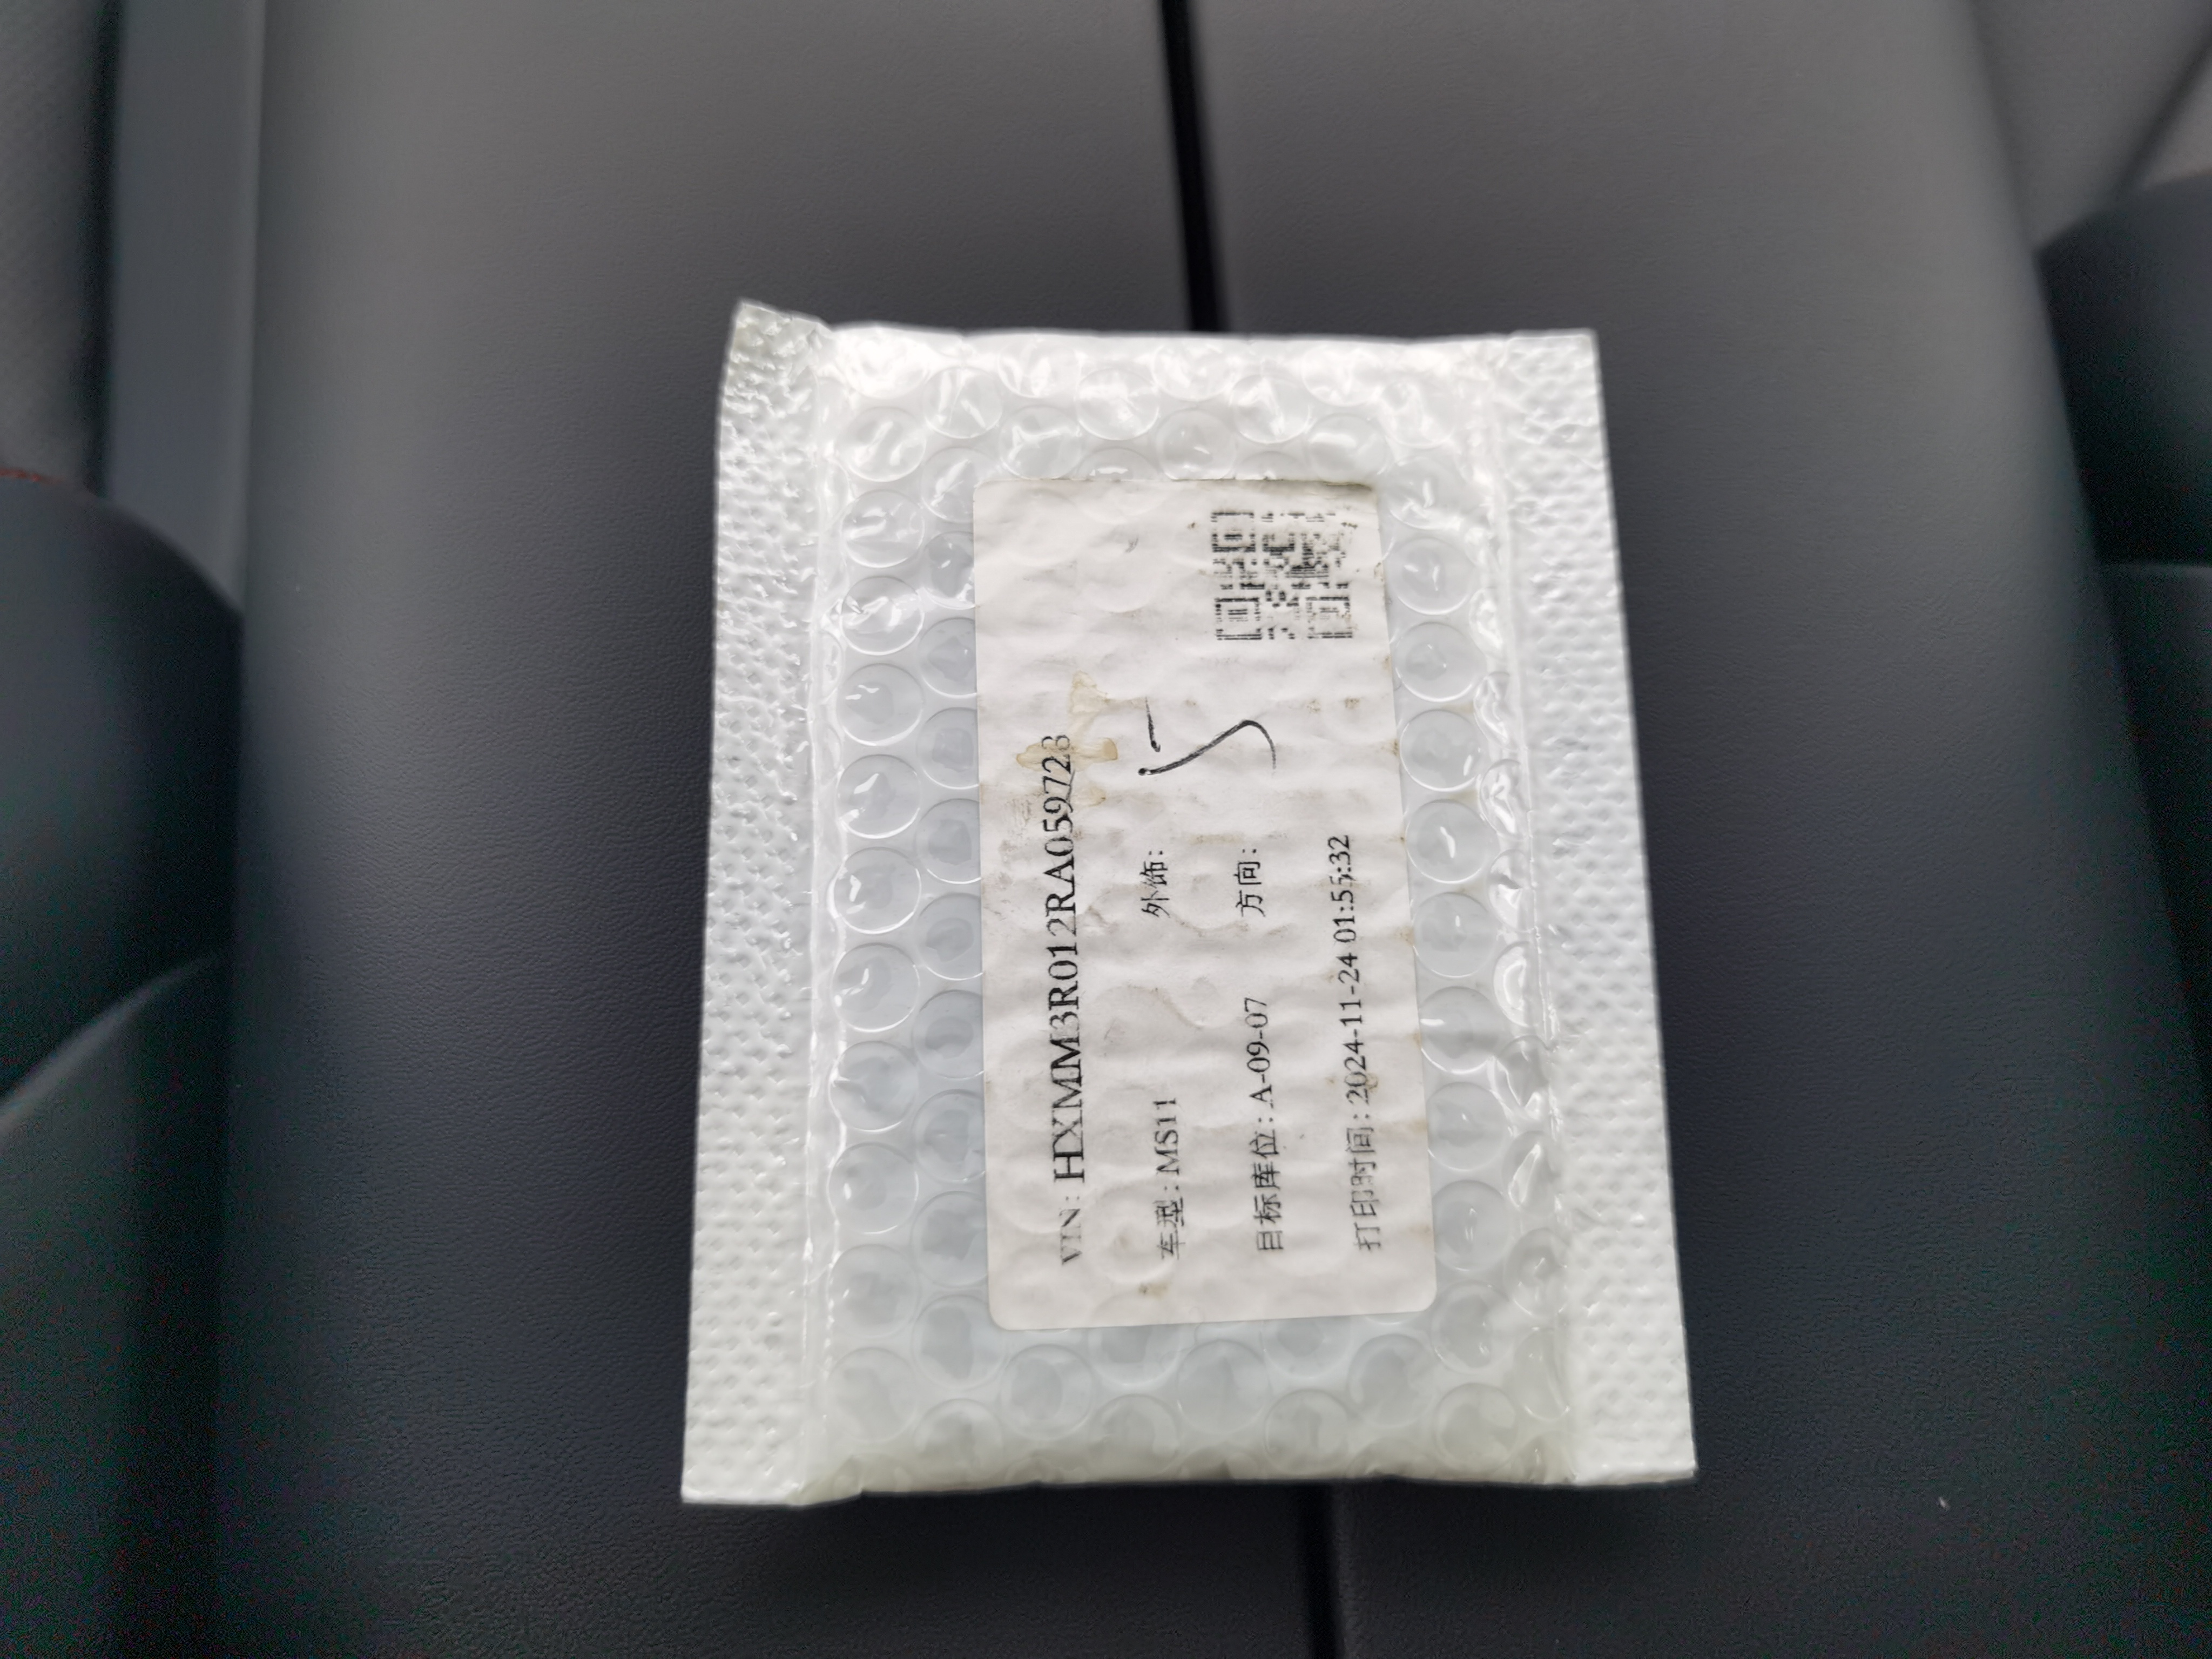 VIN: HXMM3R012RA059723
车型: MS11 外饰:
5
目标库位: A-09-07 方向:
打印时间: 2024-11-24 01:55:32